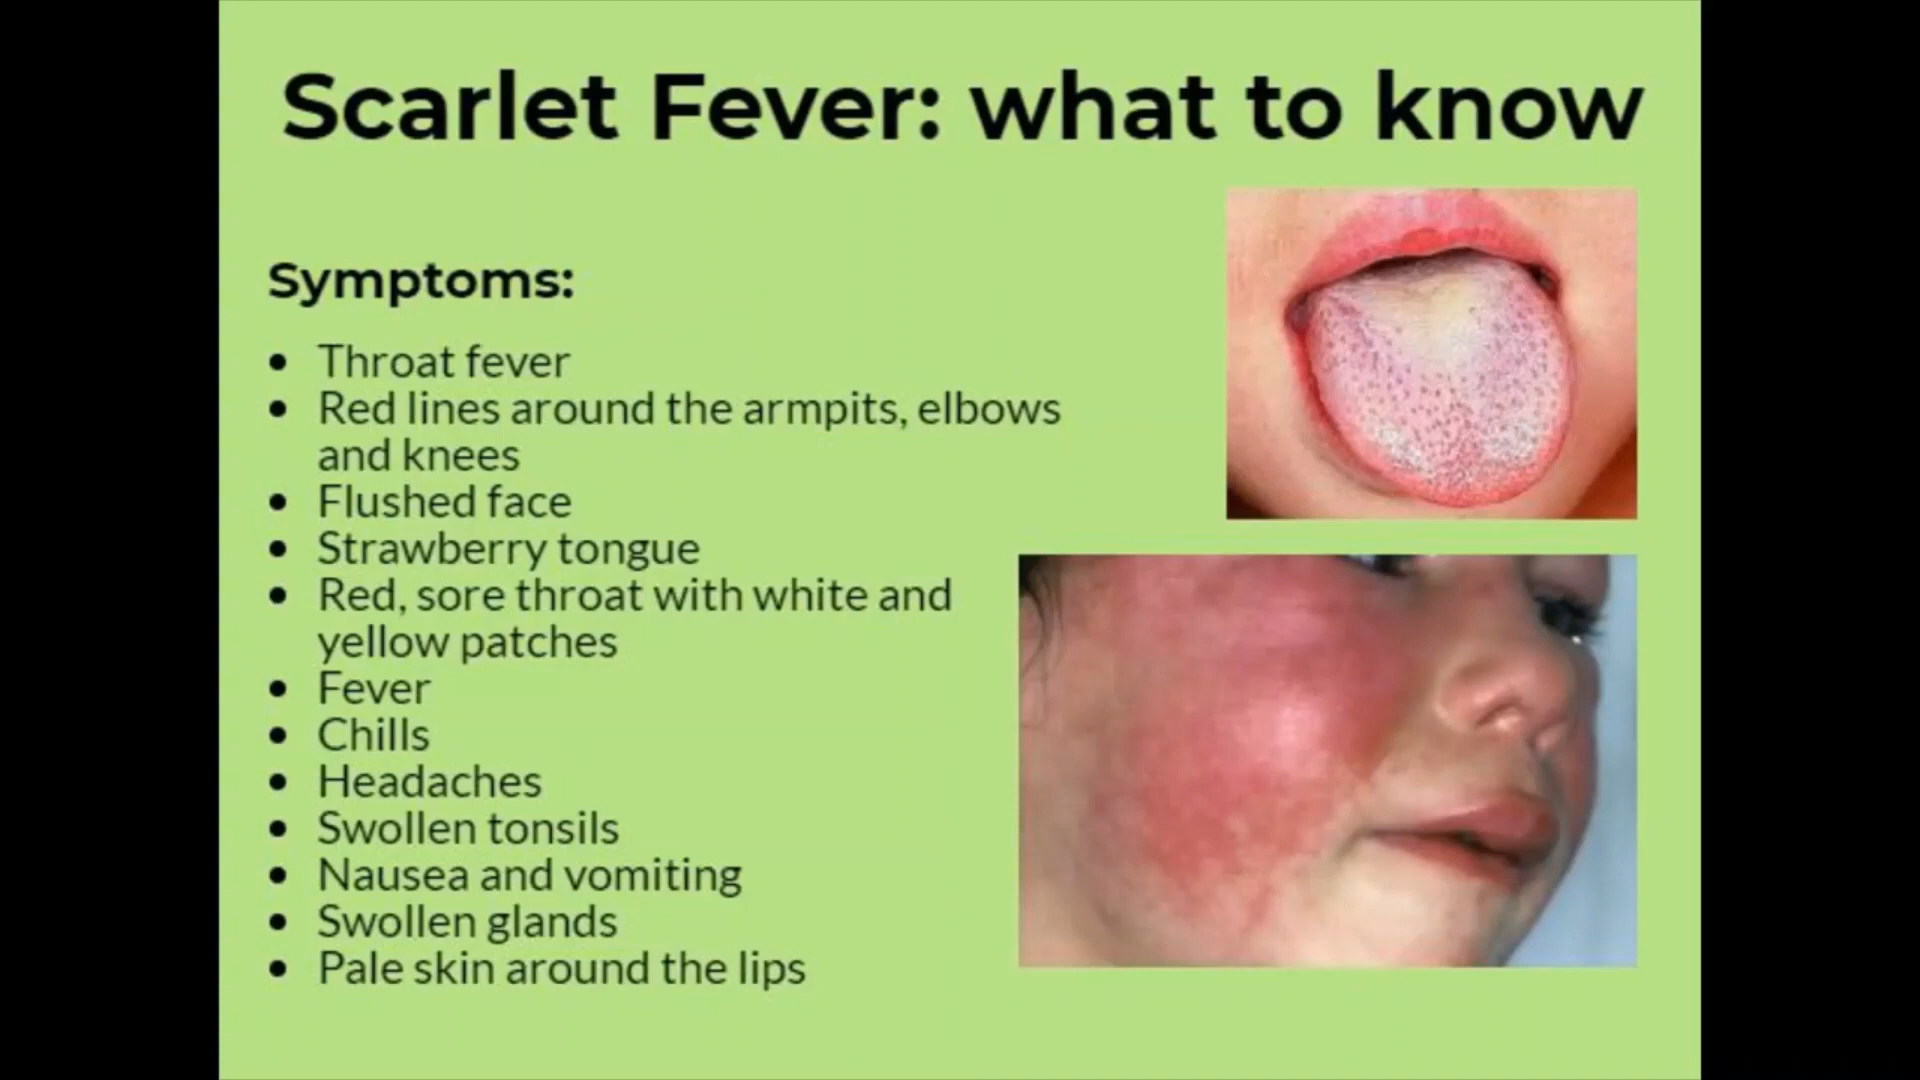 Scarlet Fever: what to know
Symptoms:
• Throat fever
• Red lines around the armpits, elbows
and knees
• Flushed face
• Strawberry tongue
• Red, sore throat with white and
yellow patches
• Fever
• Chills
• Headaches
• Swollen tonsils
• Nausea and vomiting
• Swollen glands
• Pale skin around the lips